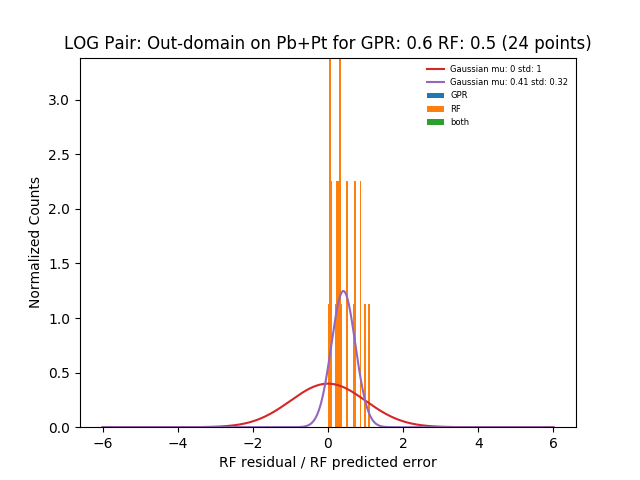 LOG Pair: Out-domain on Pb+Pt for GPR: 0.6 RF: 0.5 (24 points)
Gaussian mu: 0 std: 1
Gaussian mu: 0.41 std: 0.32
GPR
RF
both
Normalized Counts
3.0
2.5
2.0
1.5
1.0
0.5
0.0
−6 −4 −2 0 2 4 6
RF residual / RF predicted error